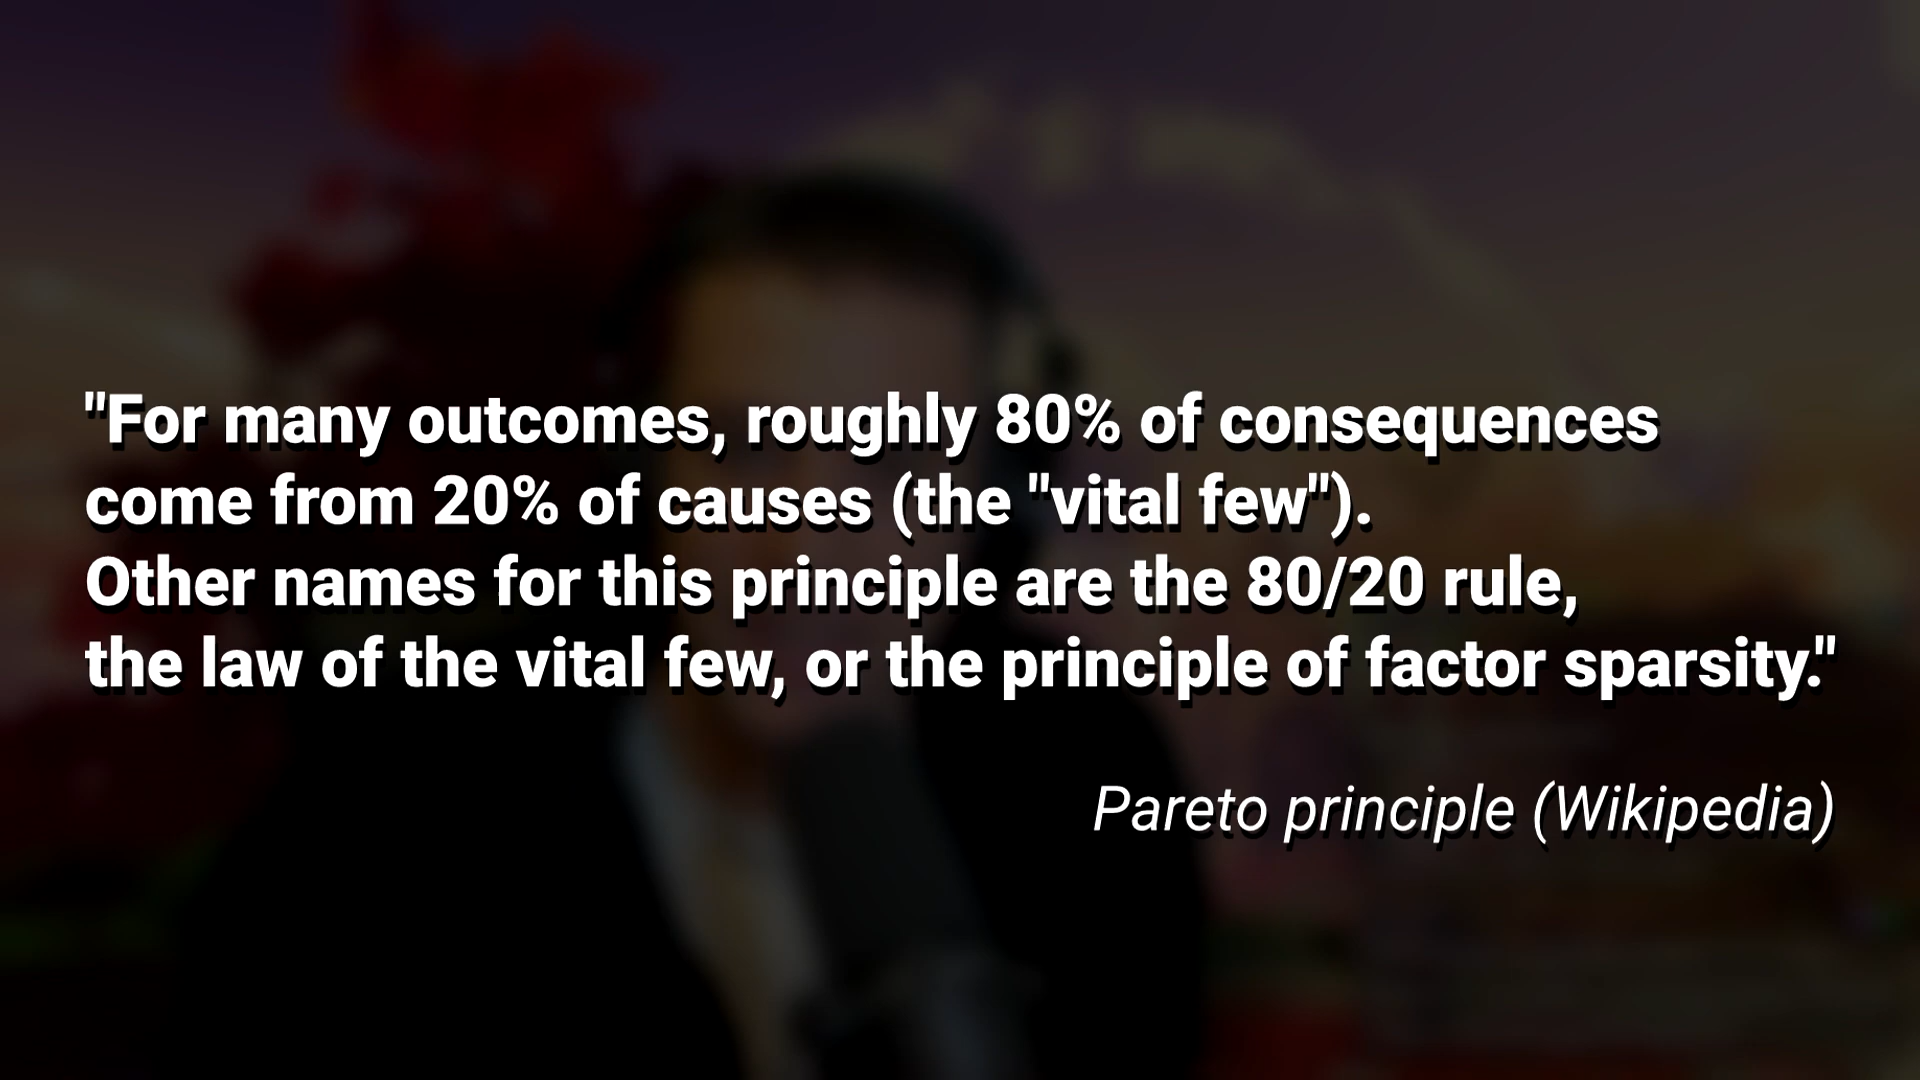 "For many outcomes, roughly 80% of consequences
come from 20% of causes (the "vital few").
Other names for this principle are the 80/20 rule,
the law of the vital few, or the principle of factor sparsity."
Pareto principle (Wikipedia)